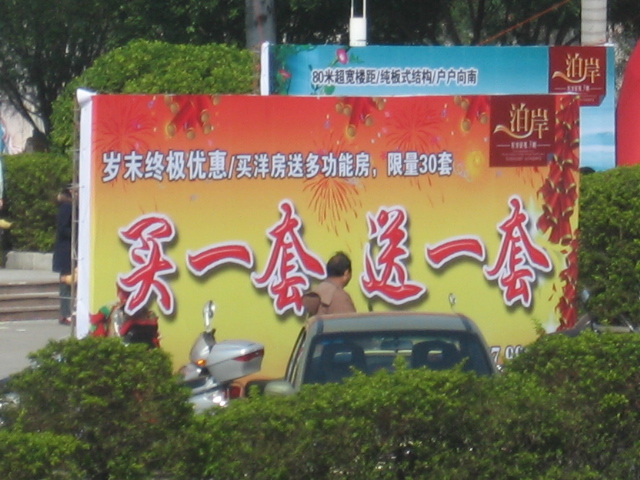 80米超宽楼距/纯板式结构/户户向南
泊岸
泊岸
岁末终极优惠/买洋房送多功能房，限量30套
买一套 送一套